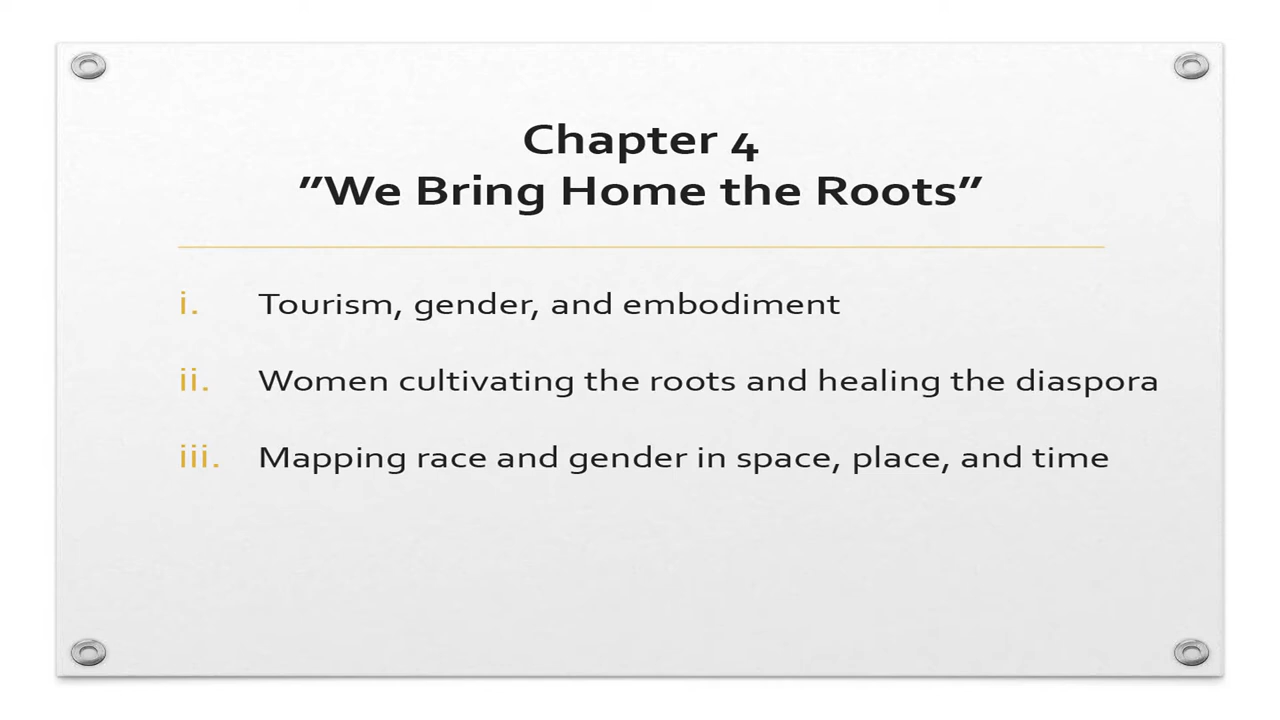 Chapter 4
”We Bring Home the Roots”
i. Tourism, gender, and embodiment
ii. Women cultivating the roots and healing the diaspora
iii. Mapping race and gender in space, place, and time